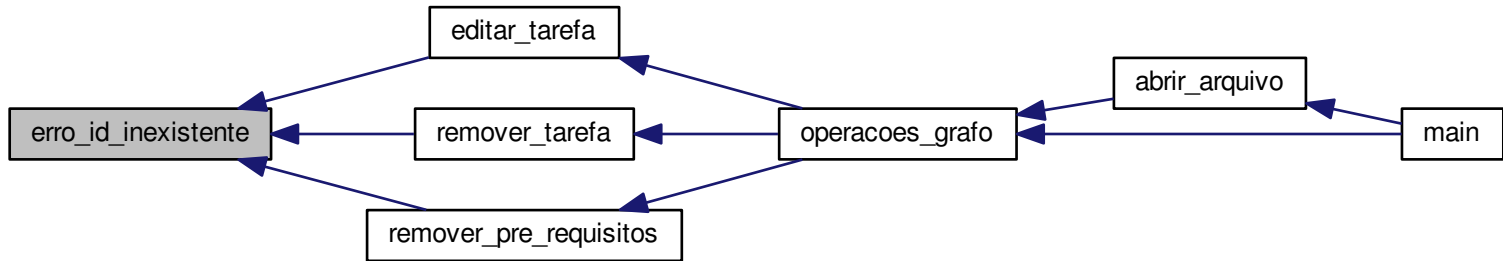 editar_tarefa
abrir_arquivo
erro_id_inexistente
remover_tarefa
operacoes_grafo
main
remover_pre_requisitos